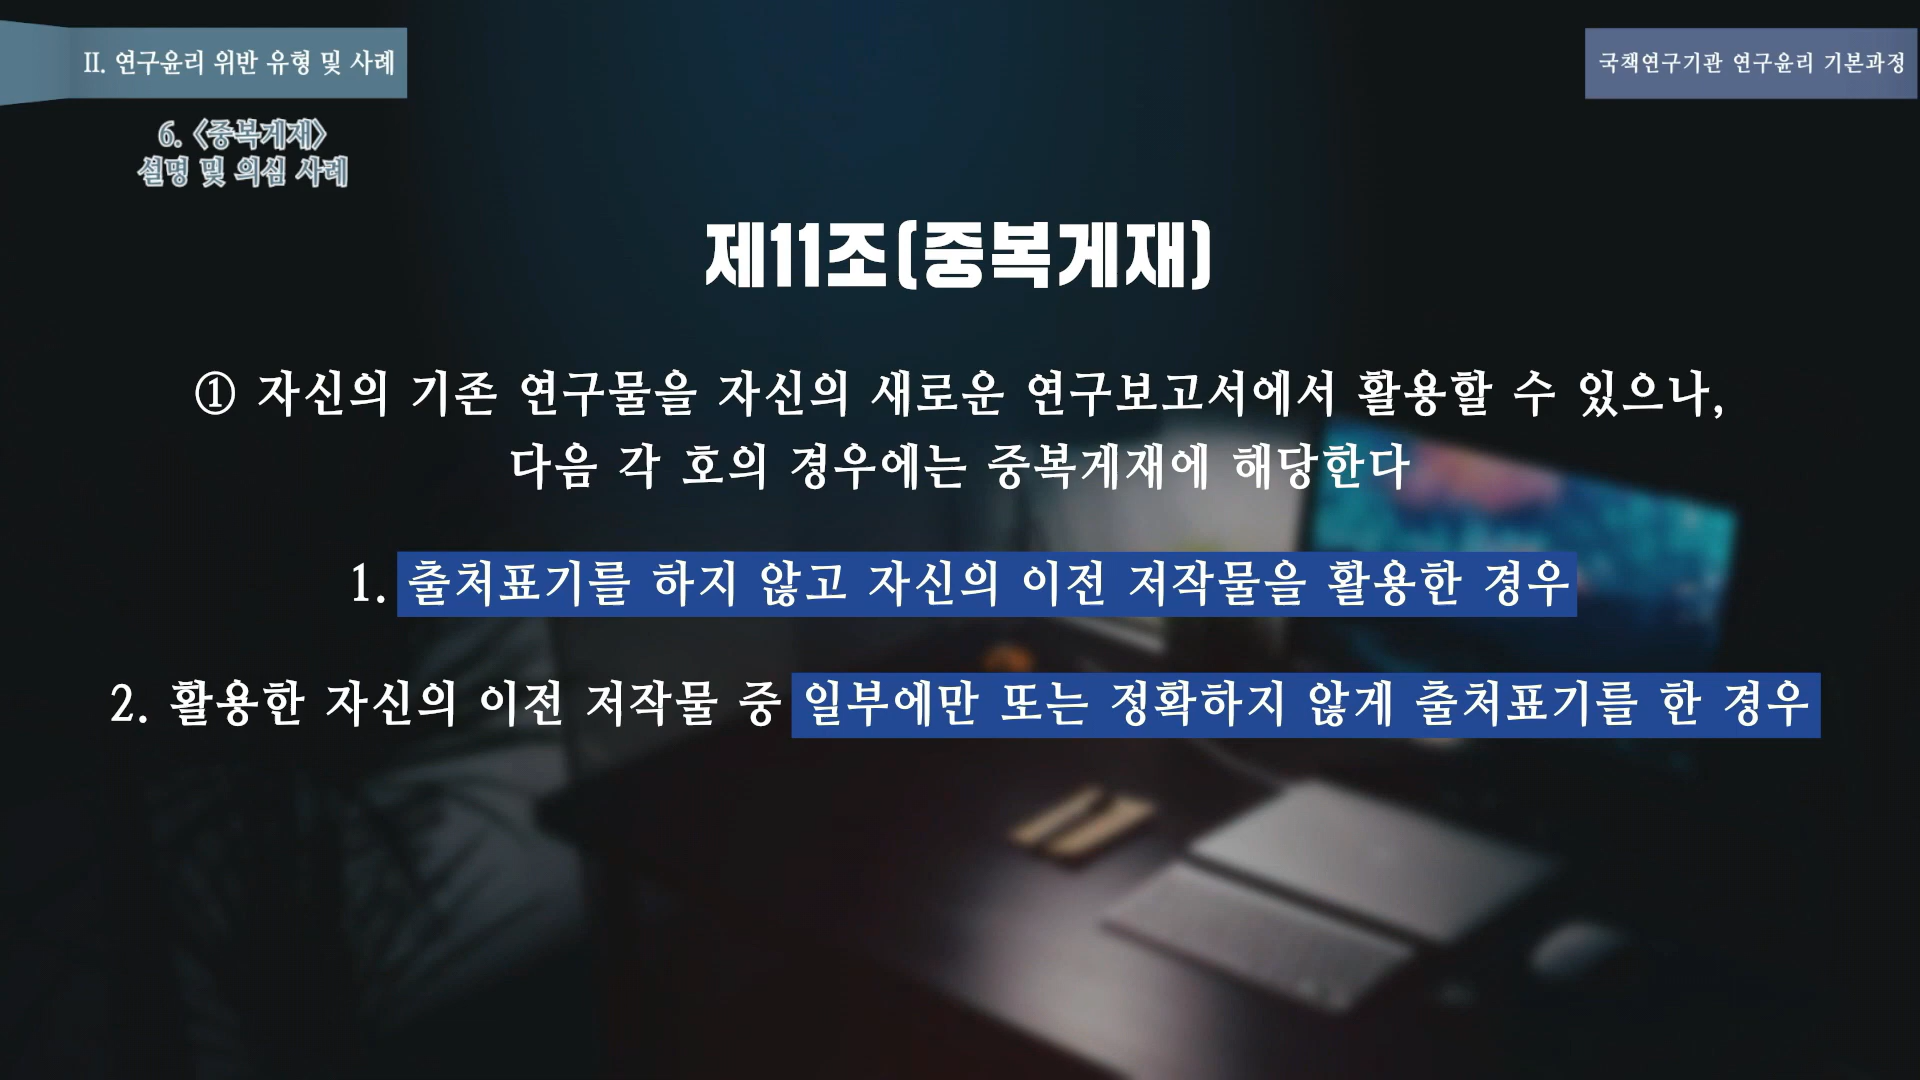 II. 연구윤리 위반 유형 및 사례
국책연구기관 연구윤리 기본과정
6. 〈중복게재〉
설명 및 의심 사례
제11조(중복게재)
① 자신의 기존 연구물을 자신의 새로운 연구보고서에서 활용할 수 있으나,
다음 각 호의 경우에는 중복게재에 해당한다
1. 출처표기를 하지 않고 자신의 이전 저작물을 활용한 경우
2. 활용한 자신의 이전 저작물 중 일부에만 또는 정확하지 않게 출처표기를 한 경우